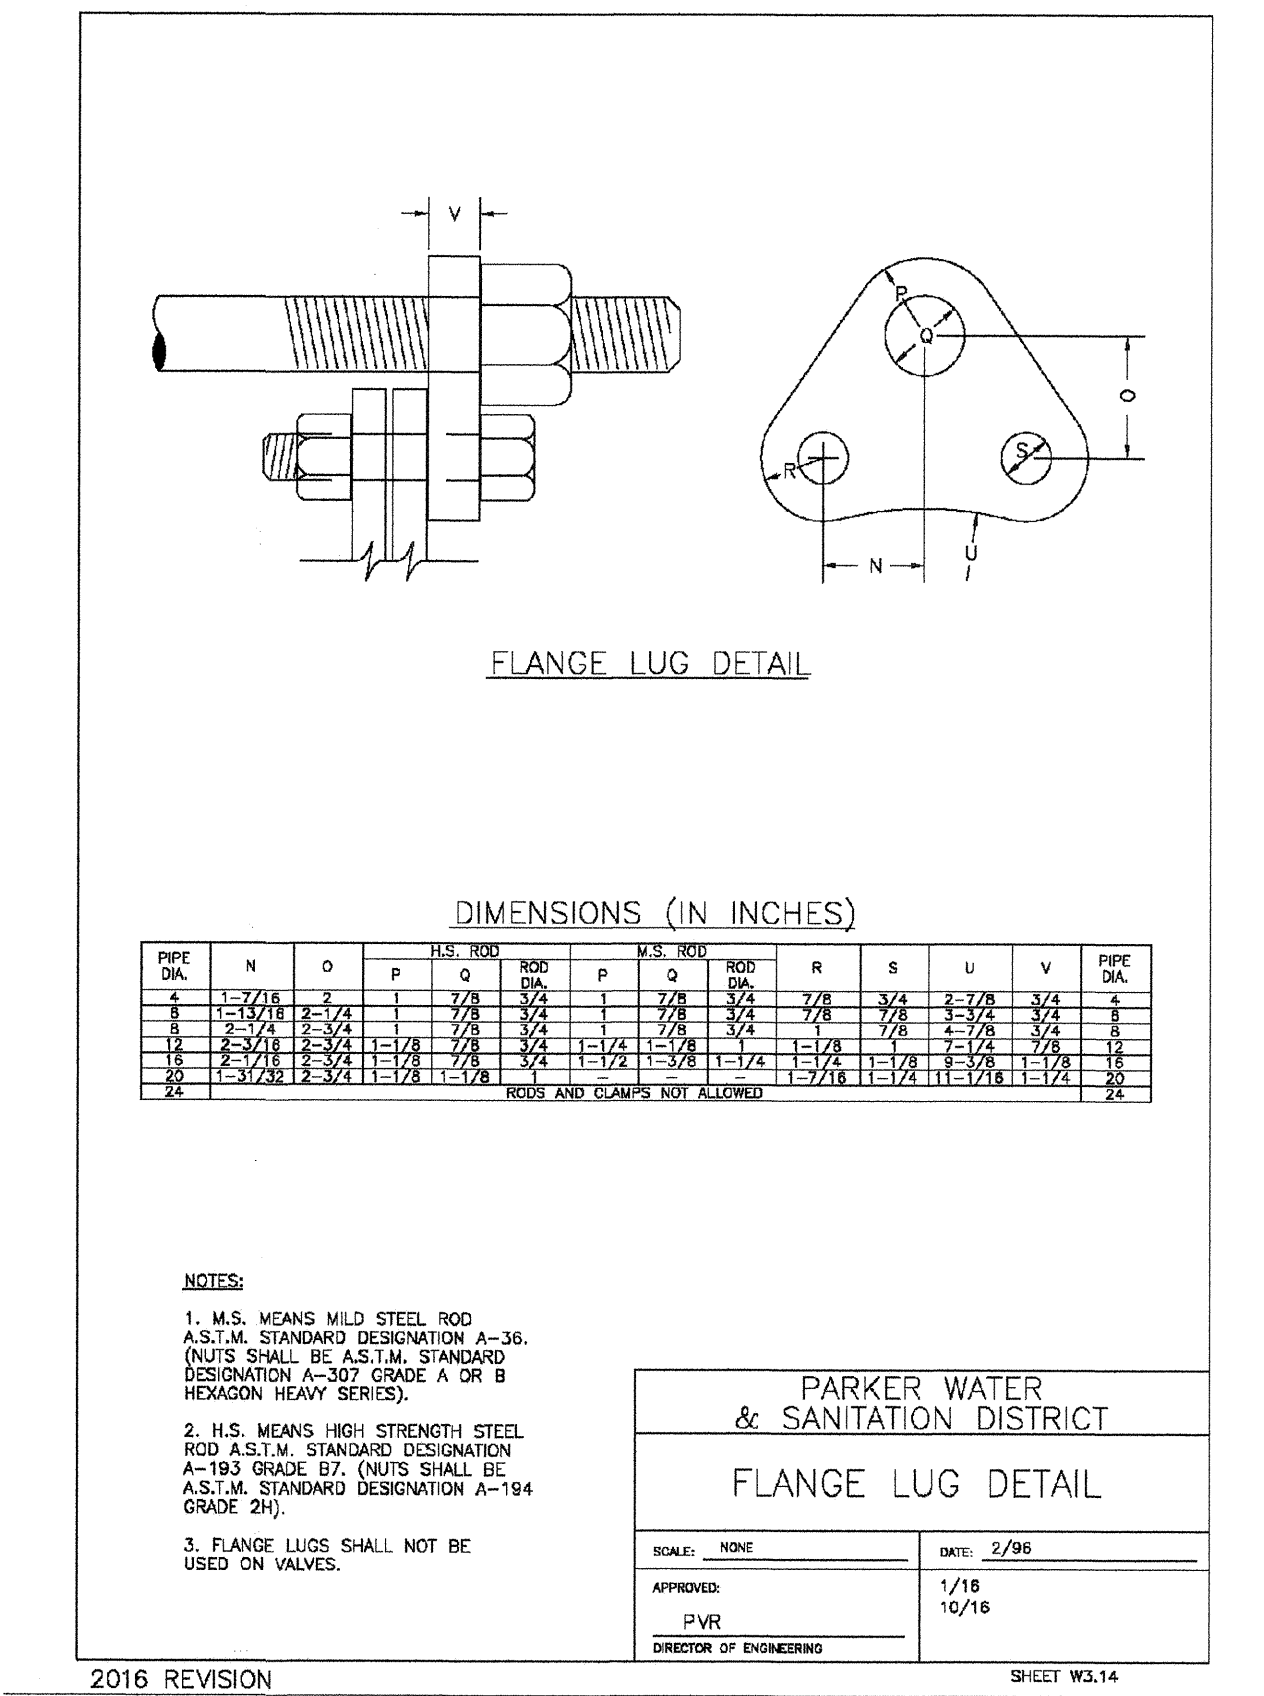 V
P
Q
O
S
R
N
U
FLANGE LUG DETAIL
DIMENSIONS (IN INCHES)
PIPE DIA. N O H.S. ROD M.S. ROD R S U V PIPE DIA.
P Q ROD DIA. P Q ROD DIA.
4 1-7/16 2 1 7/8 3/4 1 7/8 3/4 7/8 3/4 2-7/8 3/4 4
6 1-13/16 2-1/4 1 7/8 3/4 1 7/8 3/4 7/8 7/8 3-3/4 3/4 6
8 2-1/4 2-3/4 1 7/8 3/4 1 7/8 3/4 1 7/8 4-7/8 3/4 8
12 2-3/16 2-3/4 1-1/8 7/8 3/4 1-1/4 1-1/8 1 1-1/8 1 7-1/4 7/8 12
16 2-1/16 2-3/4 1-1/8 7/8 3/4 1-1/2 1-3/8 1-1/4 1-1/4 1-1/8 9-3/8 1-1/8 16
20 1-31/32 2-3/4 1-1/8 1-1/8 1 – – – 1-7/16 1-1/4 11-1/16 1-1/4 20
24 RODS AND CLAMPS NOT ALLOWED 24
NOTES:
1. M.S. MEANS MILD STEEL ROD
A.S.T.M. STANDARD DESIGNATION A-36.
(NUTS SHALL BE A.S.T.M. STANDARD
DESIGNATION A-307 GRADE A OR B
HEXAGON HEAVY SERIES).
2. H.S. MEANS HIGH STRENGTH STEEL
ROD A.S.T.M. STANDARD DESIGNATION
A-193 GRADE B7. (NUTS SHALL BE
A.S.T.M. STANDARD DESIGNATION A-194
GRADE 2H).
3. FLANGE LUGS SHALL NOT BE
USED ON VALVES.
PARKER WATER
& SANITATION DISTRICT
FLANGE LUG DETAIL
SCALE: NONE
DATE: 2/96
APPROVED:
PVR
DIRECTOR OF ENGINEERING
1/16
10/16
2016 REVISION
SHEET W3.14